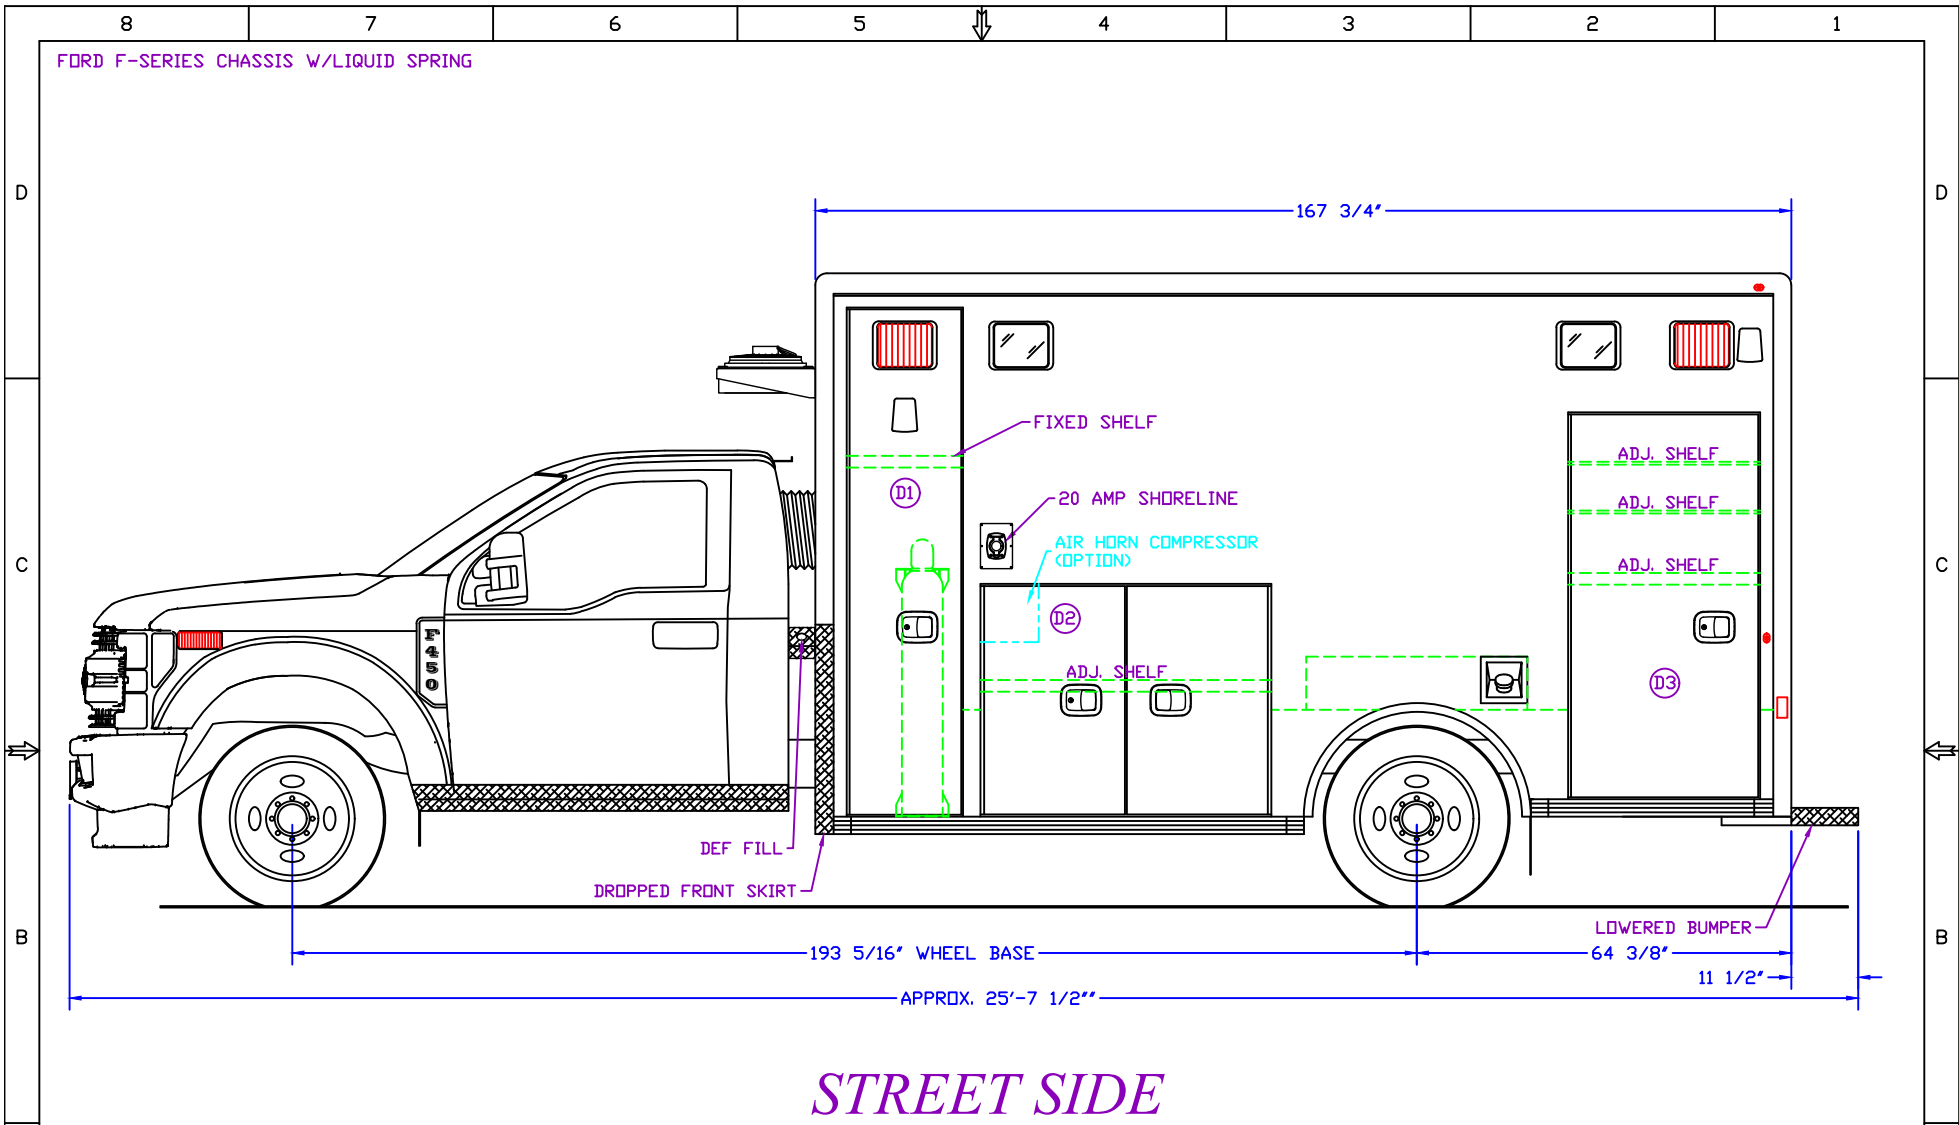 8 7 6 5 4 3 2 1
FORD F-SERIES CHASSIS W/LIQUID SPRING
D D
167 3/4"
FIXED SHELF
ADJ. SHELF
D1
20 AMP SHORELINE
ADJ. SHELF
AIR HORN COMPRESSOR
(OPTION)
C C
ADJ. SHELF
D2
F
4
5
0
ADJ. SHELF
D3
DEF FILL
DROPPED FRONT SKIRT
LOWERED BUMPER
B B
193 5/16" WHEEL BASE
64 3/8"
11 1/2"
APPROX. 25'-7 1/2""
STREET SIDE